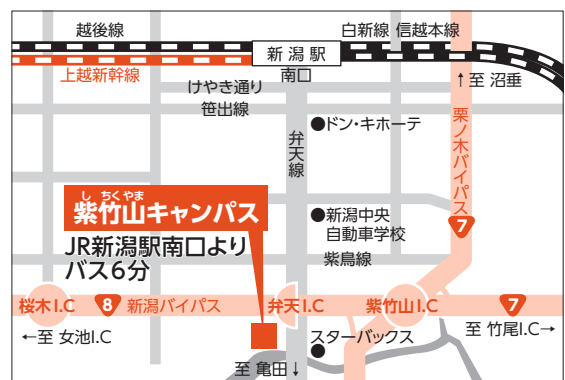 越後線
白新線 信越本線
新潟駅
上越新幹線
南口
けやき通り
↑至 沼垂
笹出線
●ドン・キホーテ
弁天線
栗ノ木バイパス
7
しちくやま
紫竹山キャンパス
JR新潟駅南口より
バス6分
●新潟中央
自動車学校
紫鳥線
桜木I.C
8
新潟バイパス
弁天I.C
紫竹山I.C
7
←至 女池I.C
スターバックス
至 竹尾I.C→
至 亀田↓